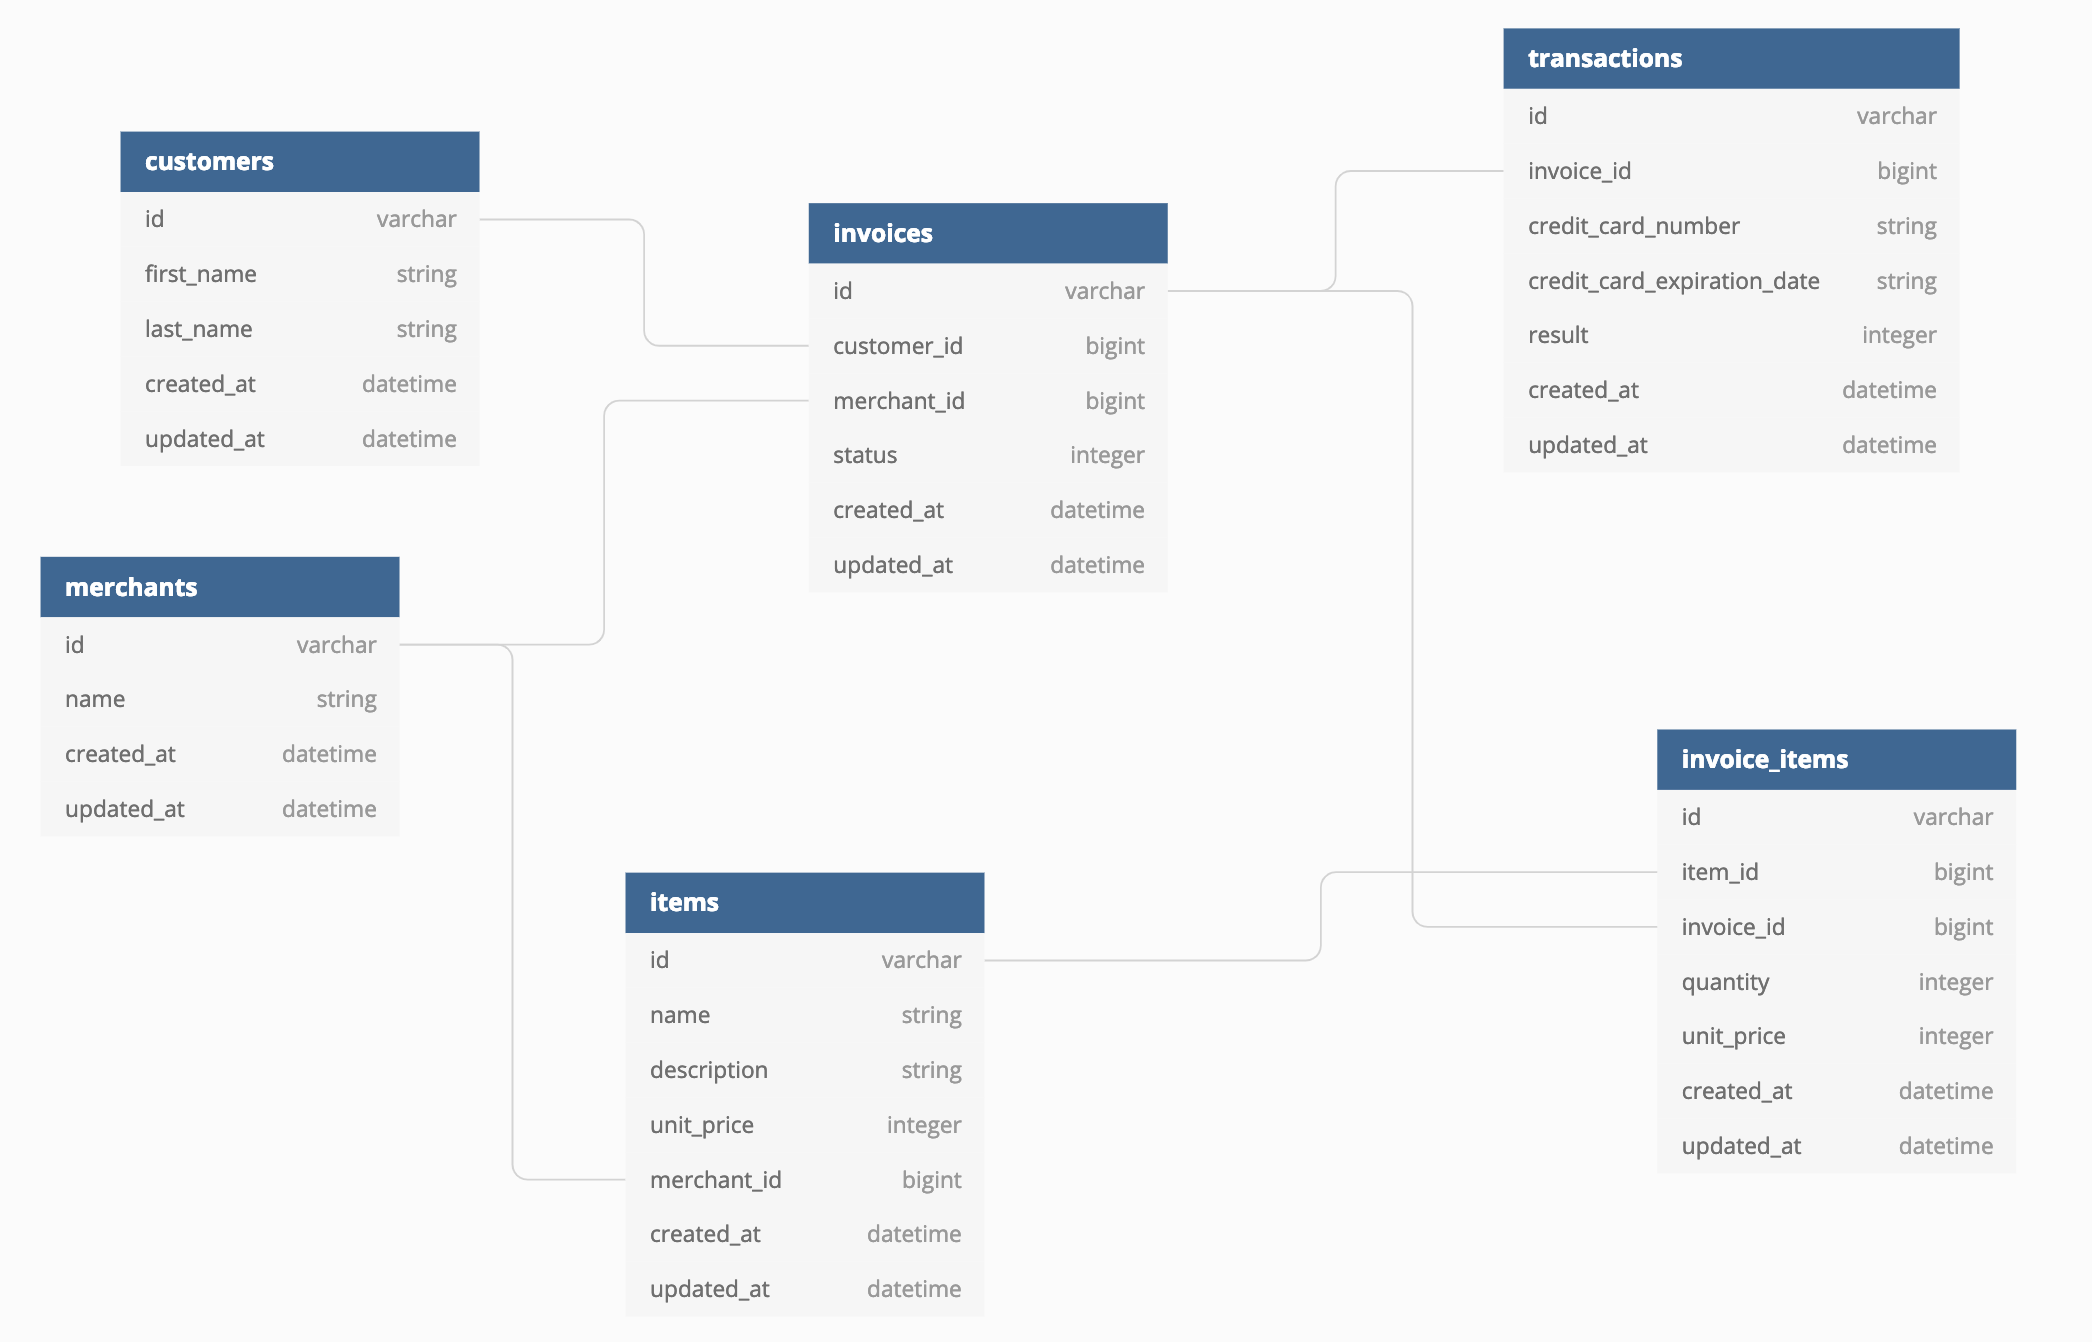 customers
id varchar
first_name string
last_name string
created_at datetime
updated_at datetime
merchants
id varchar
name string
created_at datetime
updated_at datetime
invoices
id varchar
customer_id bigint
merchant_id bigint
status integer
created_at datetime
updated_at datetime
items
id varchar
name string
description string
unit_price integer
merchant_id bigint
created_at datetime
updated_at datetime
transactions
id varchar
invoice_id bigint
credit_card_number string
credit_card_expiration_date string
result integer
created_at datetime
updated_at datetime
invoice_items
id varchar
item_id bigint
invoice_id bigint
quantity integer
unit_price integer
created_at datetime
updated_at datetime